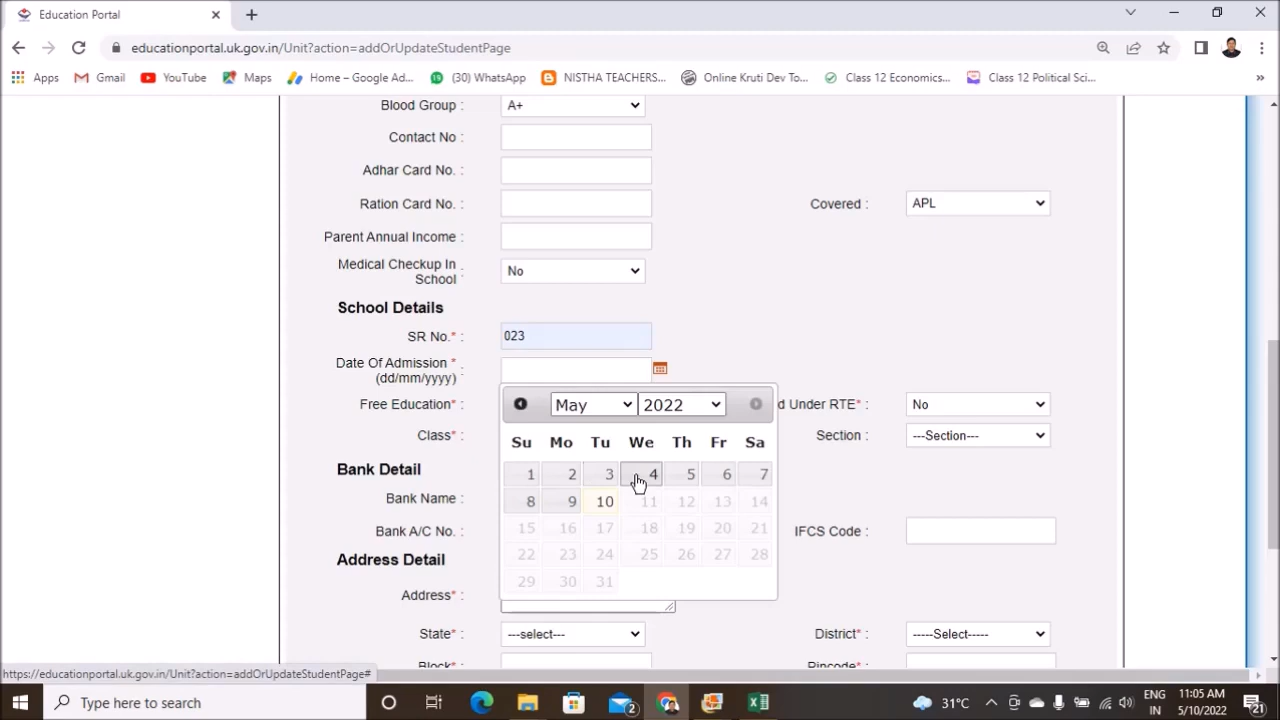 Education Portal
educationportal.uk.gov.in/Unit?action=addOrUpdateStudentPage
Apps Gmail YouTube Maps Home – Google Ad... (30) WhatsApp NISTHA TEACHERS... Online Kruti Dev To... Class 12 Economics... Class 12 Political Sci... »
Blood Group : A+
Contact No :
Adhar Card No. :
Ration Card No. : Covered : APL
Parent Annual Income :
Medical Checkup In School : No
School Details
SR No.* : 023
Date Of Admission * :
(dd/mm/yyyy)
May 2022
Free Education* : d Under RTE* : No
Class* : Section : ---Section---
Su Mo Tu We Th Fr Sa
1 2 3 4 5 6 7
8 9 10 11 12 13 14
15 16 17 18 19 20 21
22 23 24 25 26 27 28
29 30 31
Bank Detail
Bank Name :
Bank A/C No. : IFCS Code :
Address Detail
Address* :
State* : ---select--- District* : -----Select-----
Block* : Pincode* :
https://educationportal.uk.gov.in/Unit?action=addOrUpdateStudentPage#
Type here to search
2
31°C
ENG
IN
11:05 AM
5/10/2022
21